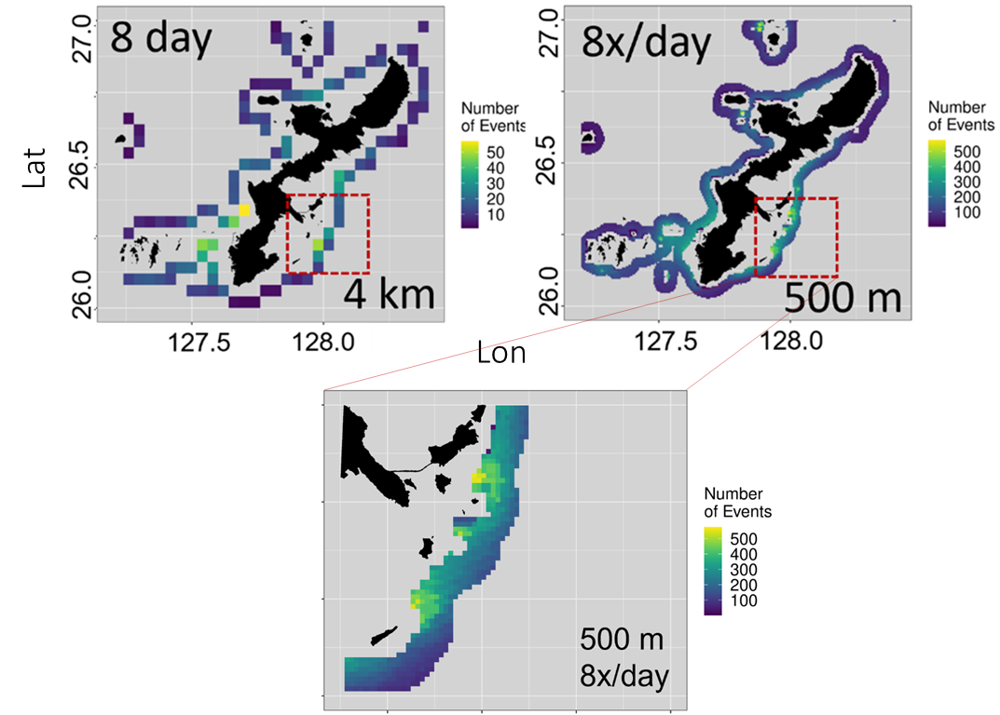 8 day
27.0
26.5
26.0
Lat
127.5
128.0
4 km
Number
of Events
50
40
30
20
10
8x/day
27.0
26.5
26.0
127.5
128.0
500 m
Number
of Events
500
400
300
200
100
Lon
500 m
8x/day
Number
of Events
500
400
300
200
100